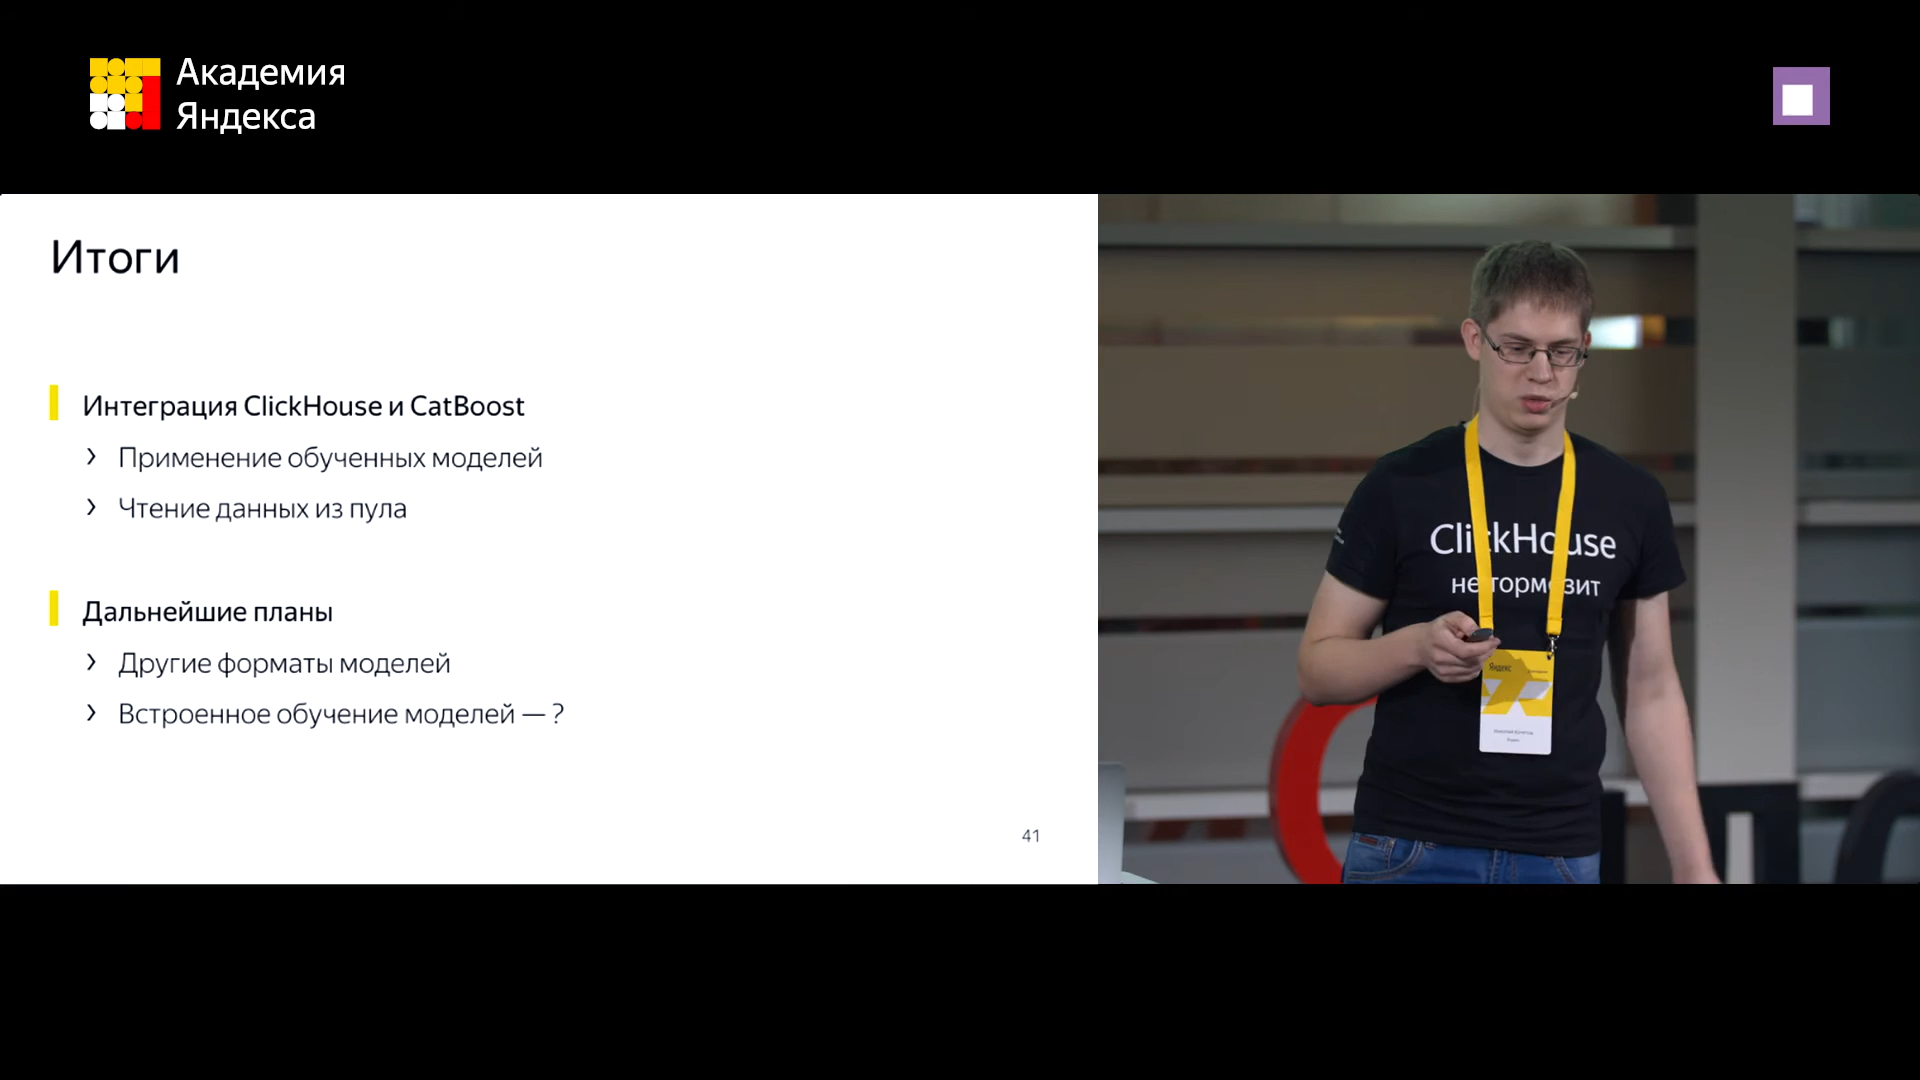 Академия
Яндекса
Итоги
Интеграция ClickHouse и CatBoost
› Применение обученных моделей
› Чтение данных из пула
Дальнейшие планы
› Другие форматы моделей
› Встроенное обучение моделей — ?
41
ClickHouse
не тормозит
Яндекс